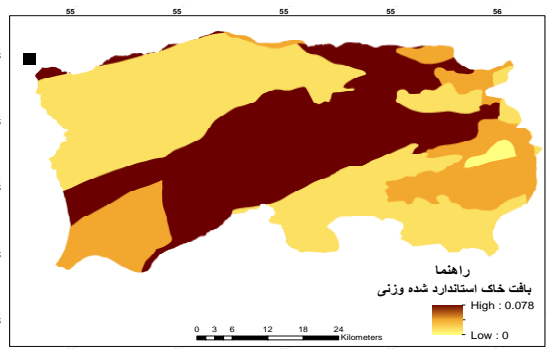 55 55 55 55 56
راهنما
بافت خاک استاندارد شده وزنی
High : 0.078
Low : 0
0 3 6 12 18 24
Kilometers